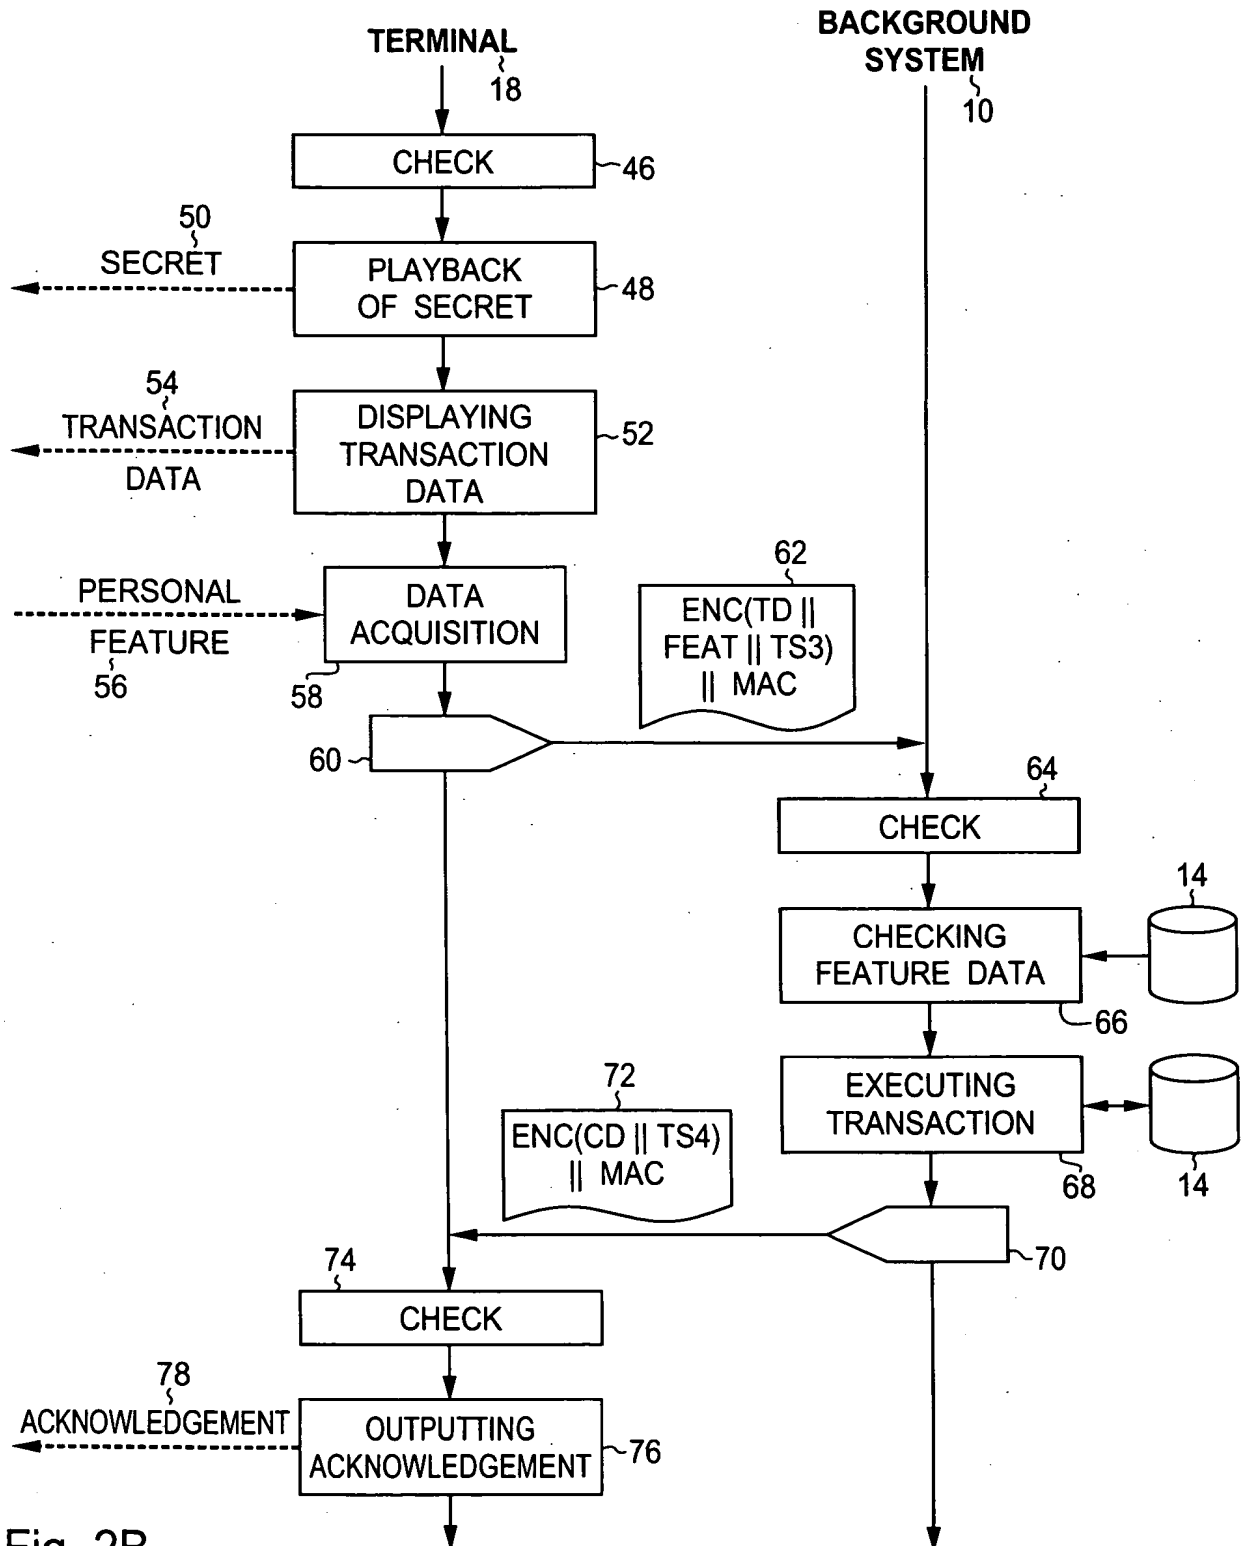 TERMINAL
18
BACKGROUND
SYSTEM
10
CHECK
46
50
SECRET
PLAYBACK
OF SECRET
48
54
TRANSACTION
DATA
DISPLAYING
TRANSACTION
DATA
52
PERSONAL
FEATURE
56
DATA
ACQUISITION
58
62
ENC(TD ||
FEAT || TS3)
|| MAC
60
64
CHECK
14
CHECKING
FEATURE DATA
66
72
ENC(CD || TS4)
|| MAC
EXECUTING
TRANSACTION
68
14
70
74
CHECK
78
ACKNOWLEDGEMENT
OUTPUTTING
ACKNOWLEDGEMENT
76
Fig. 2B